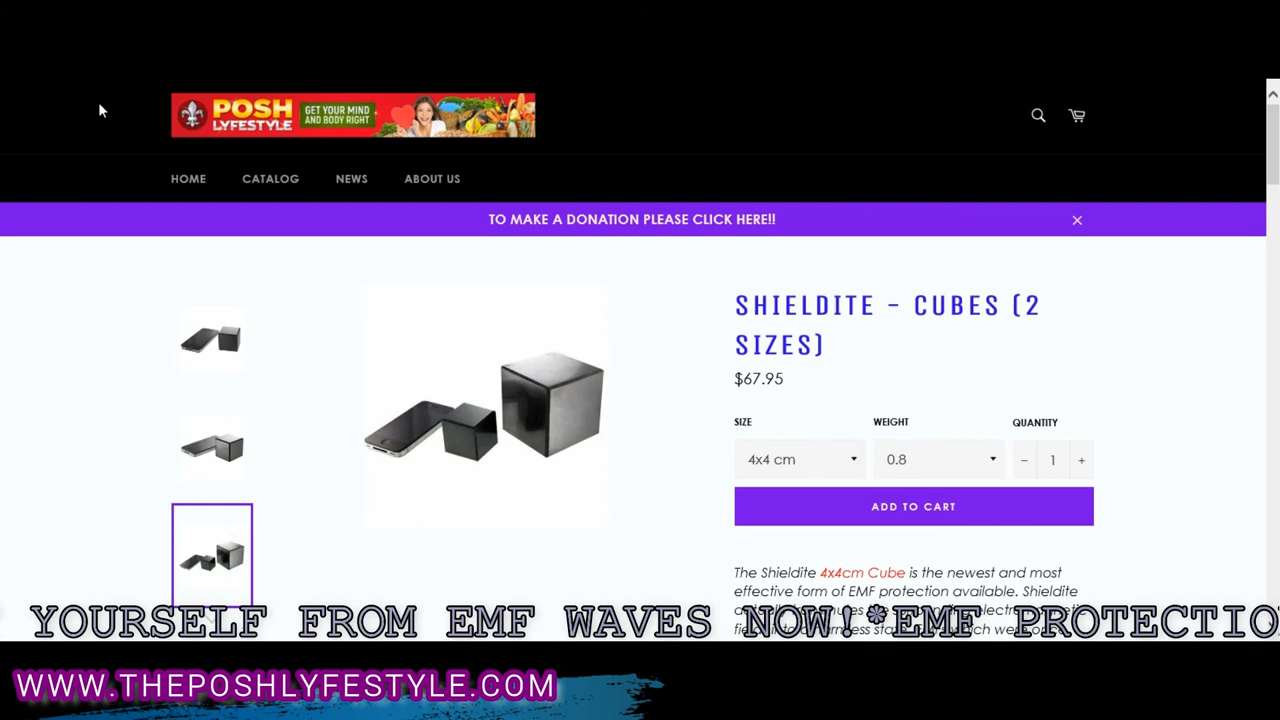 POSH
LYFESTYLE
GET YOUR MIND
AND BODY RIGHT
HOME CATALOG NEWS ABOUT US
TO MAKE A DONATION PLEASE CLICK HERE!!
SHIELDITE - CUBES (2
SIZES)
$67.95
SIZE WEIGHT QUANTITY
4x4 cm 0.8 − 1 +
ADD TO CART
The Shieldite 4x4cm Cube is the newest and most
effective form of EMF protection available. Shieldite
YOURSELF FROM EMF WAVES NOW!*EMF PROTECTIO
WWW.THEPOSHLYFESTYLE.COM